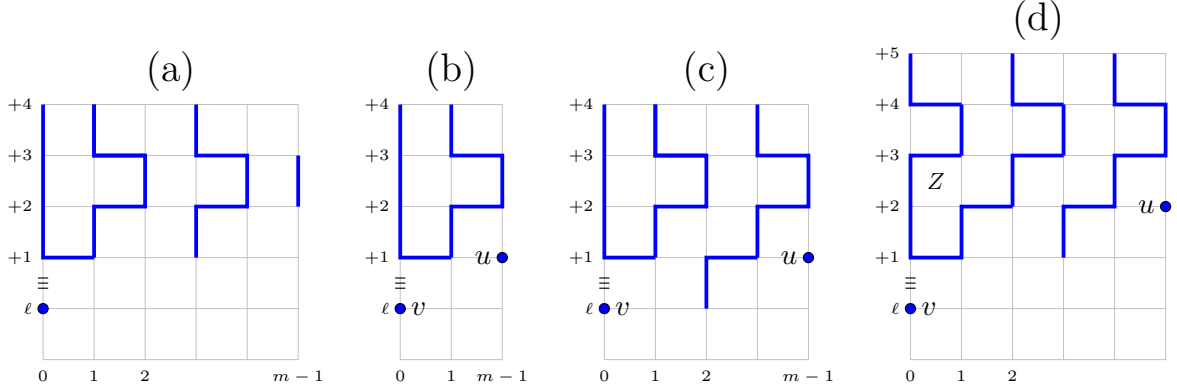 (a)
+4
+3
+2
+1
ℓ
0 1 2 m − 1
(b)
+4
+3
+2
+1
u
ℓ v
0 1 m − 1
(c)
+4
+3
+2
+1
u
ℓ v
0 1 2 m − 1
(d)
+5
+4
+3
Z
+2
u
+1
ℓ v
0 1 2